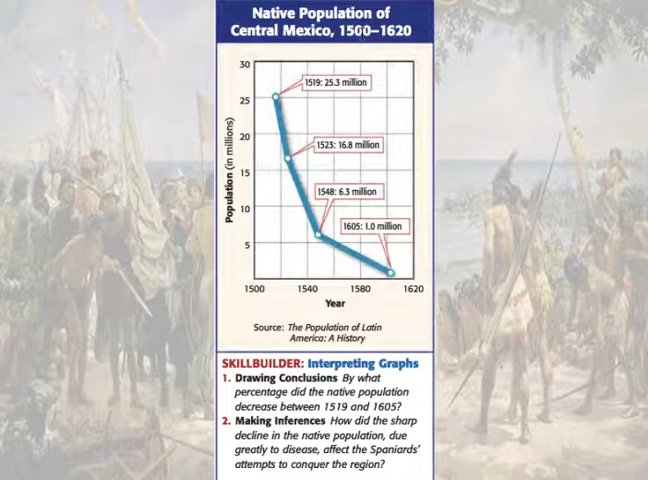 Native Population of
Central Mexico, 1500–1620
30
25
20
15
10
5
Population (in millions)
1519: 25.3 million
1523: 16.8 million
1548: 6.3 million
1605: 1.0 million
1500
1540
1580
1620
Year
Source: The Population of Latin
America: A History
SKILLBUILDER: Interpreting Graphs
1. Drawing Conclusions By what
percentage did the native population
decrease between 1519 and 1605?
2. Making Inferences How did the sharp
decline in the native population, due
greatly to disease, affect the Spaniards'
attempts to conquer the region?